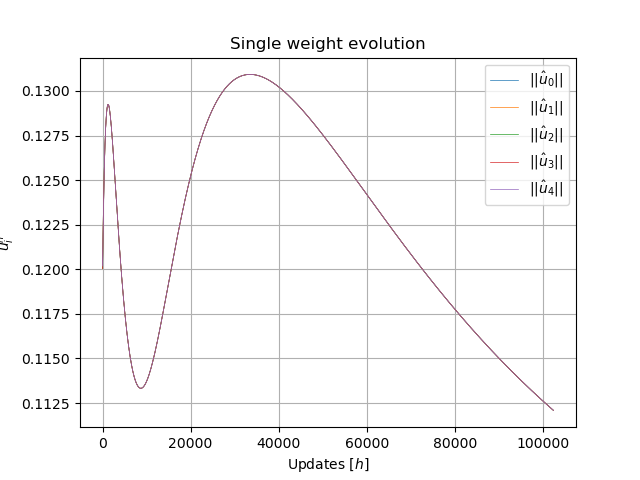 Single weight evolution
||û₀||
||û₁||
||û₂||
||û₃||
||û₄||
0.1300
0.1275
0.1250
0.1225
0.1200
0.1175
0.1150
0.1125
0
20000
40000
60000
80000
100000
Updates [h]